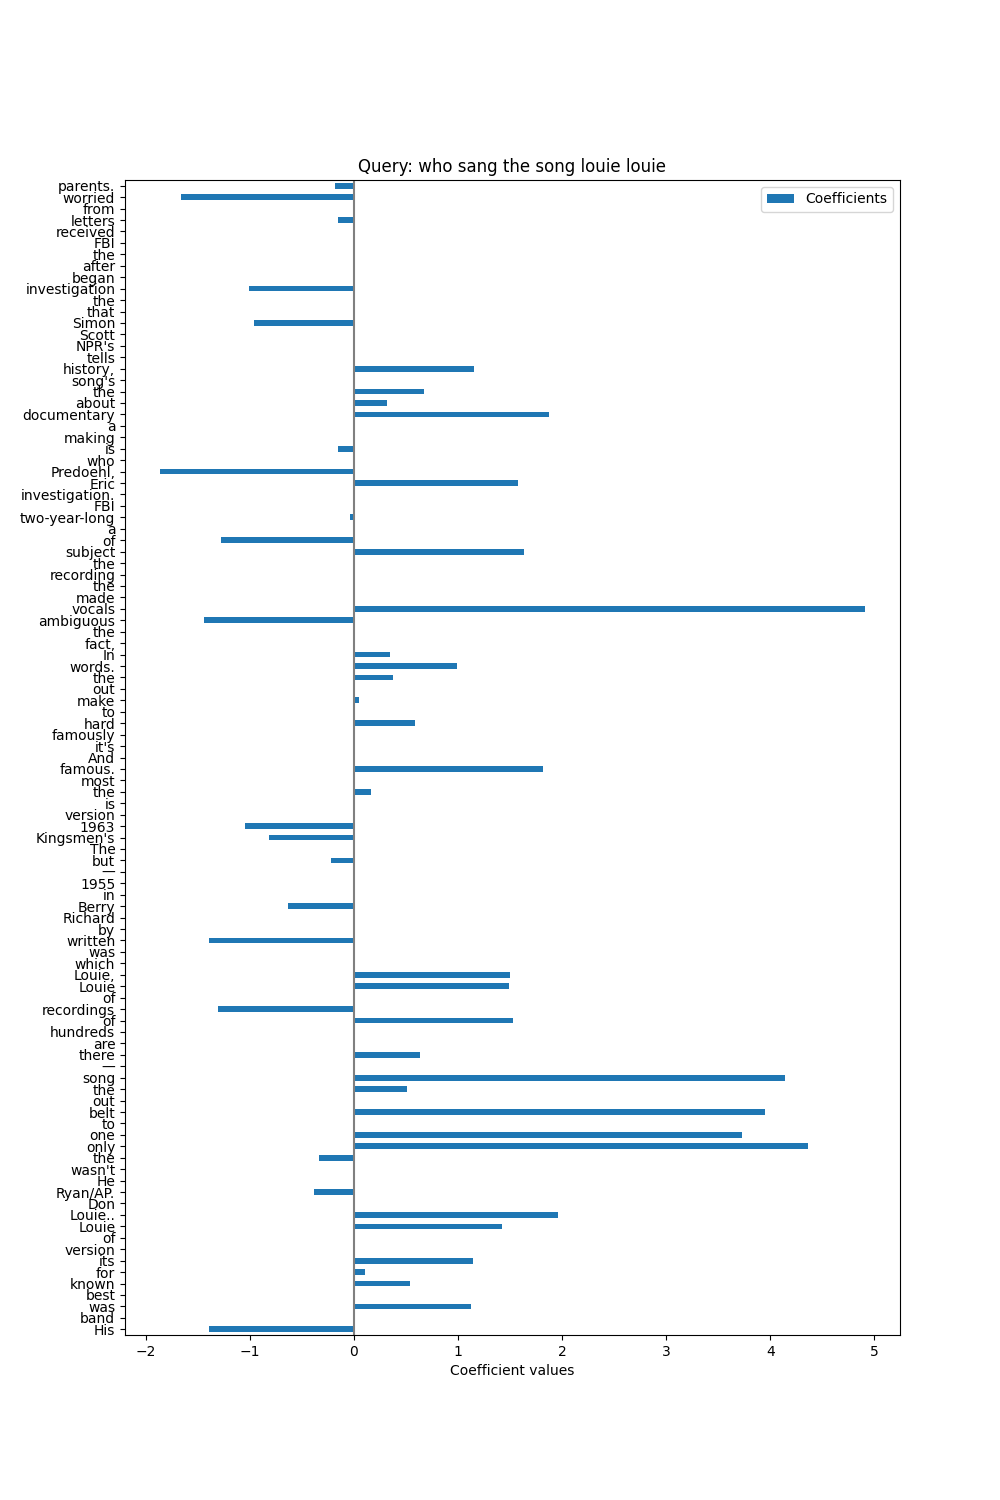 Query: who sang the song louie louie
Coefficients
parents.
worried
from
letters
received
FBI
the
after
began
investigation
the
that
Simon
Scott
NPR's
tells
history,
song's
the
about
documentary
a
making
is
who
Predoehl,
Eric
investigation.
FBI
two-year-long
a
of
subject
the
recording
the
made
vocals
ambiguous
the
fact,
In
words.
the
out
make
to
hard
famously
it's
And
famous.
most
the
is
version
1963
Kingsmen's
The
but
—
1955
in
Berry
Richard
by
written
was
which
Louie,
Louie
of
recordings
of
hundreds
are
there
—
song
the
out
belt
to
one
only
the
wasn't
He
Ryan/AP.
Don
Louie..
Louie
of
version
its
for
known
best
was
band
His
−2 −1 0 1 2 3 4 5
Coefficient values